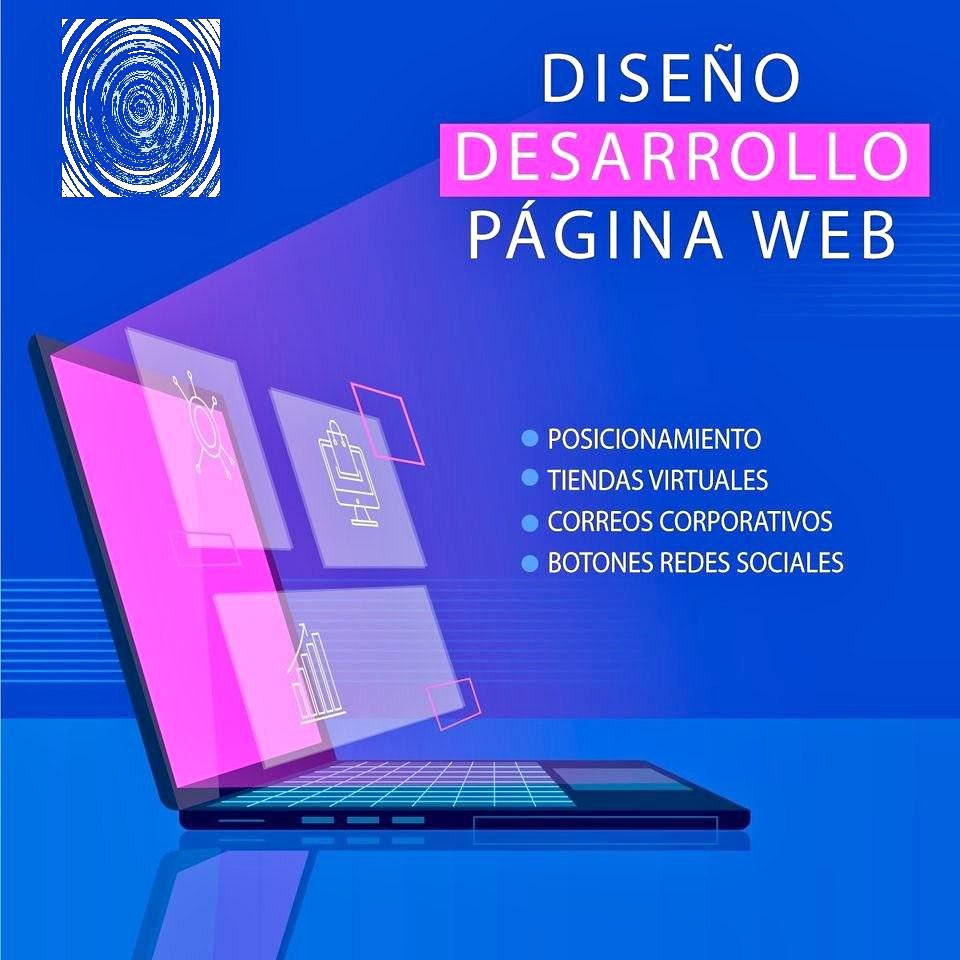 DISEÑO
DESARROLLO
PÁGINA WEB
POSICIONAMIENTO
TIENDAS VIRTUALES
CORREOS CORPORATIVOS
BOTONES REDES SOCIALES